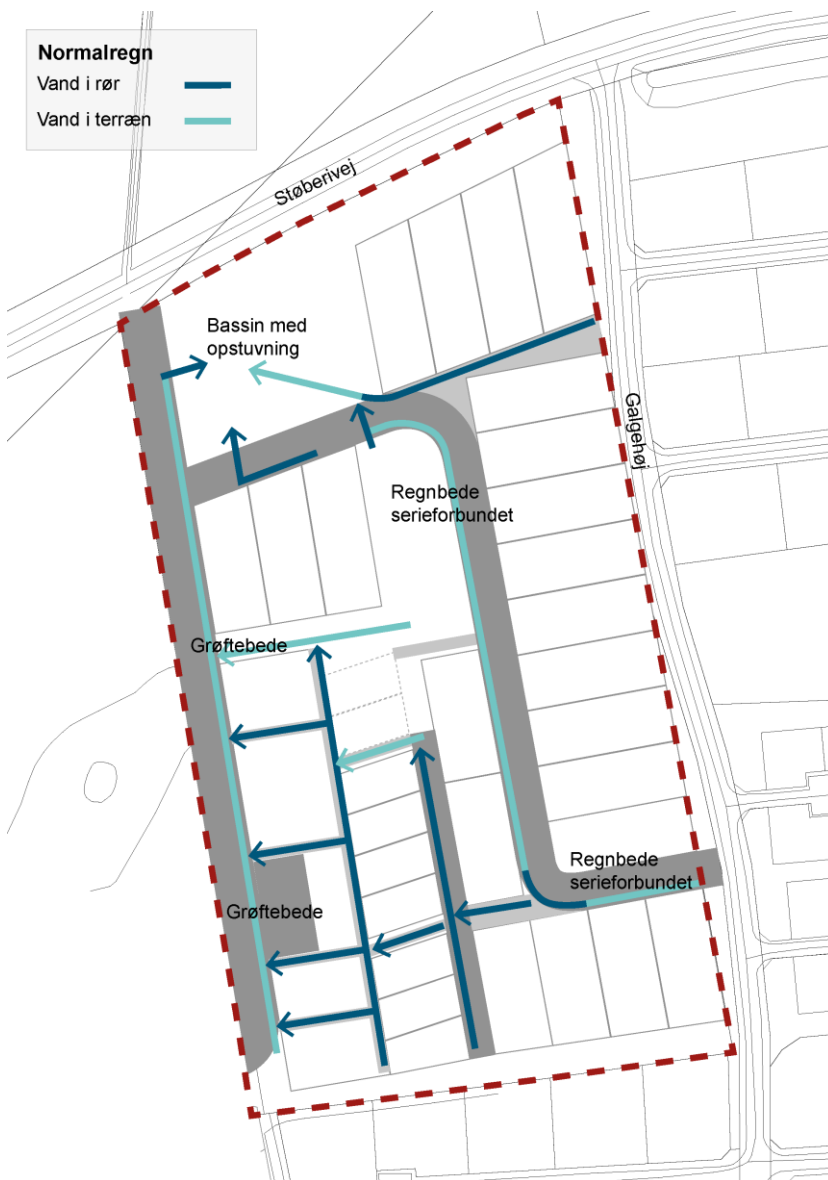 Normalregn
Vand i rør
Vand i terræn
Støberivej
Bassin med
opstuvning
Galgehøj
Regnbede
serieforbundet
Grøftebede
Regnbede
serieforbundet
Grøftebede